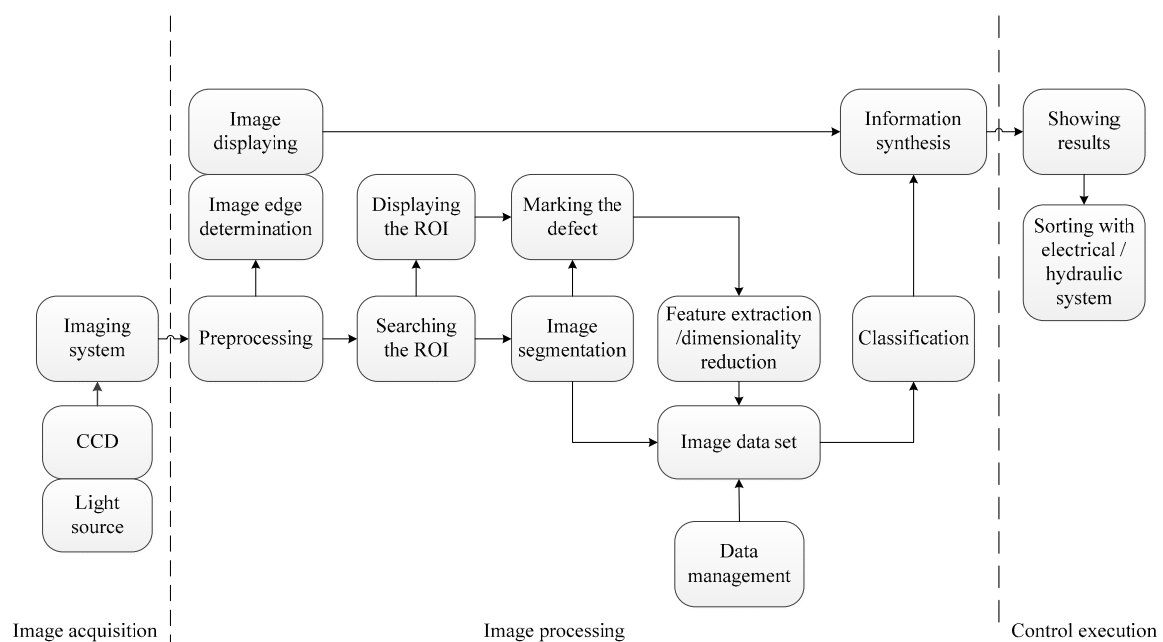 Image
displaying
Information
synthesis
Showing
results
Image edge
determination
Displaying
the ROI
Marking the
defect
Sorting with
electrical /
hydraulic
system
Imaging
system
Preprocessing
Searching
the ROI
Image
segmentation
Feature extraction
/dimensionality
reduction
Classification
CCD
Image data set
Light
source
Data
management
Image acquisition
Image processing
Control execution